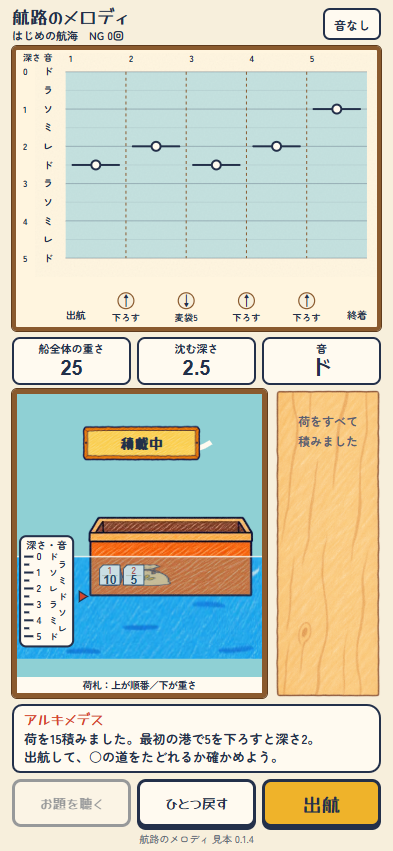 航路のメロディ
はじめの航海 NG 0回
音なし
深さ 音 1 2 3 4 5
0 ド
ラ
1 ソ
ミ
2 レ
ド
3 ラ
ソ
4 ミ
レ
5 ド
出航 下ろす 麦袋5 下ろす 下ろす 終着
船全体の重さ
25
沈む深さ
2.5
音
ド
積載中
荷をすべて
積みました
深さ・音
0 ド
ラ
1 ソ
ミ
2 レ
ド
3 ラ
ソ
4 ミ
レ
5 ド
1 2
10 5
荷札:上が順番/下が重さ
アルキメデス
荷を15積みました。最初の港で5を下ろすと深さ2。
出航して、○の道をたどれるか確かめよう。
お題を聴く
ひとつ戻す
出航
航路のメロディ 見本 0.1.4